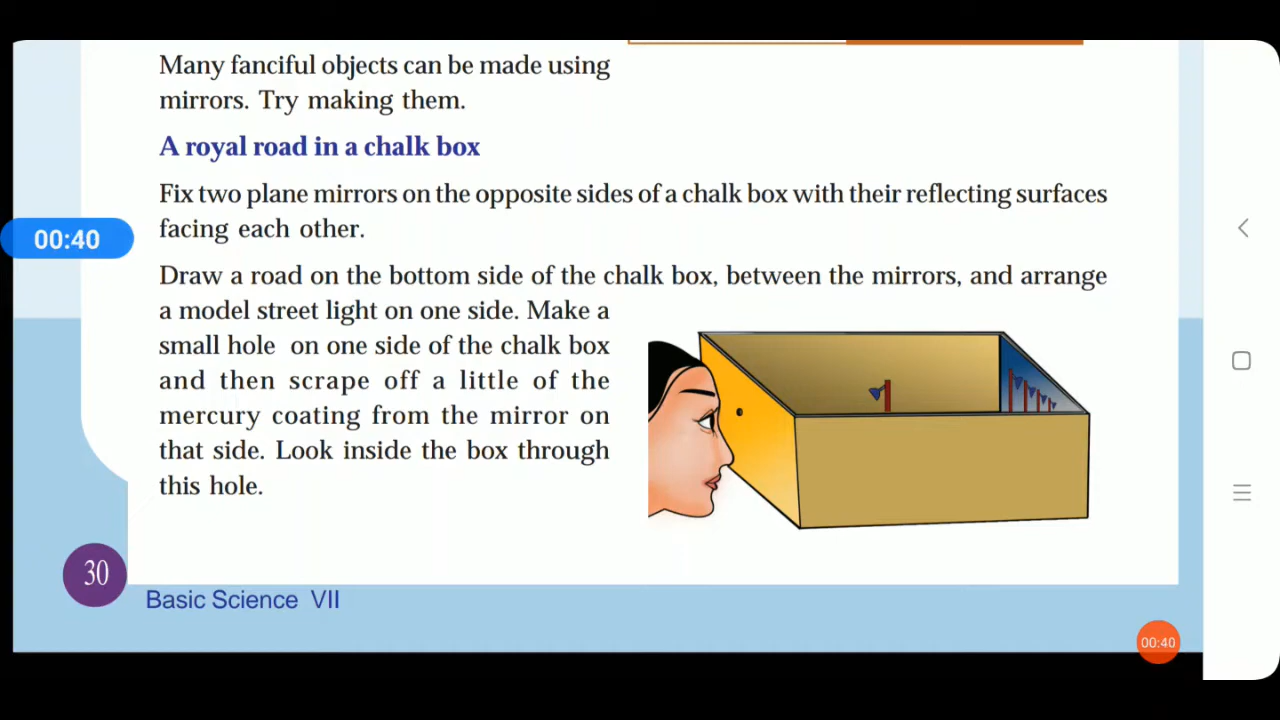 Many fanciful objects can be made using
mirrors. Try making them.
A royal road in a chalk box
Fix two plane mirrors on the opposite sides of a chalk box with their reflecting surfaces
facing each other.
00:40
Draw a road on the bottom side of the chalk box, between the mirrors, and arrange
a model street light on one side. Make a
small hole on one side of the chalk box
and then scrape off a little of the
mercury coating from the mirror on
that side. Look inside the box through
this hole.
30
Basic Science VII
00:40